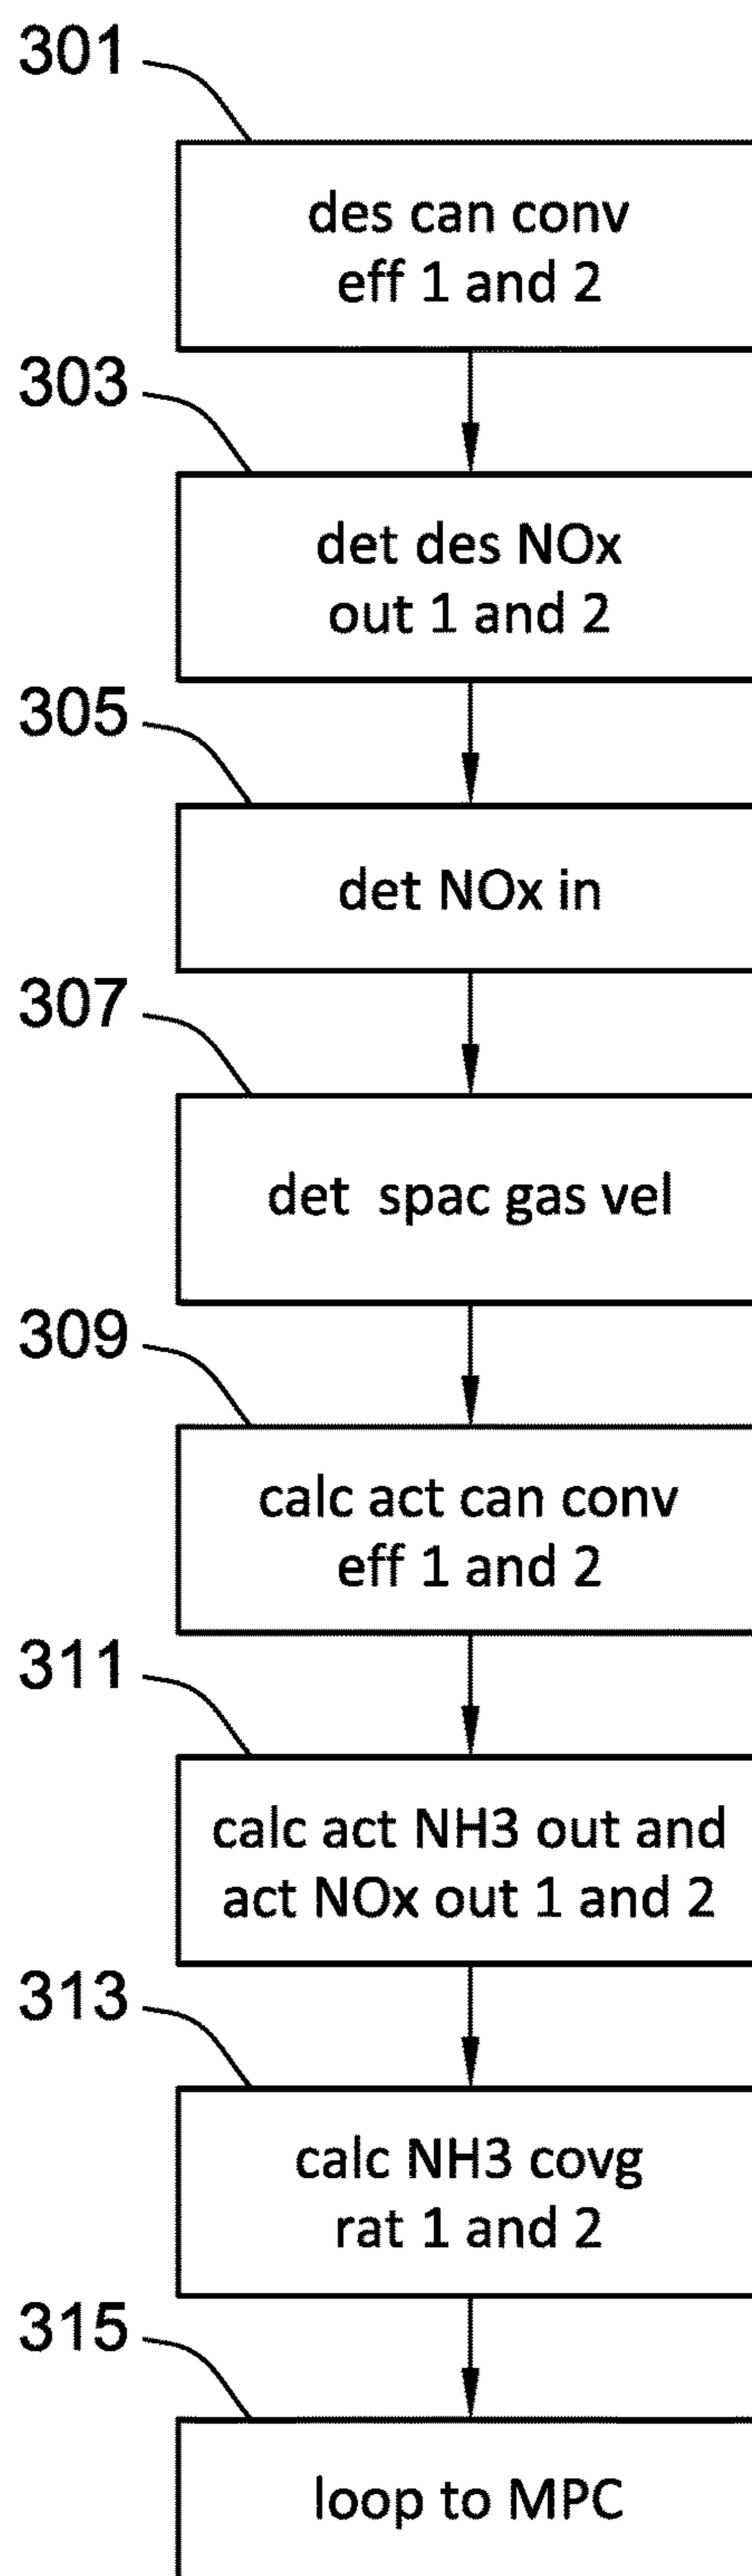 301
des can conv
eff 1 and 2
303
det des NOx
out 1 and 2
305
det NOx in
307
det spac gas vel
309
calc act can conv
eff 1 and 2
311
calc act NH3 out and
act NOx out 1 and 2
313
calc NH3 covg
rat 1 and 2
315
loop to MPC